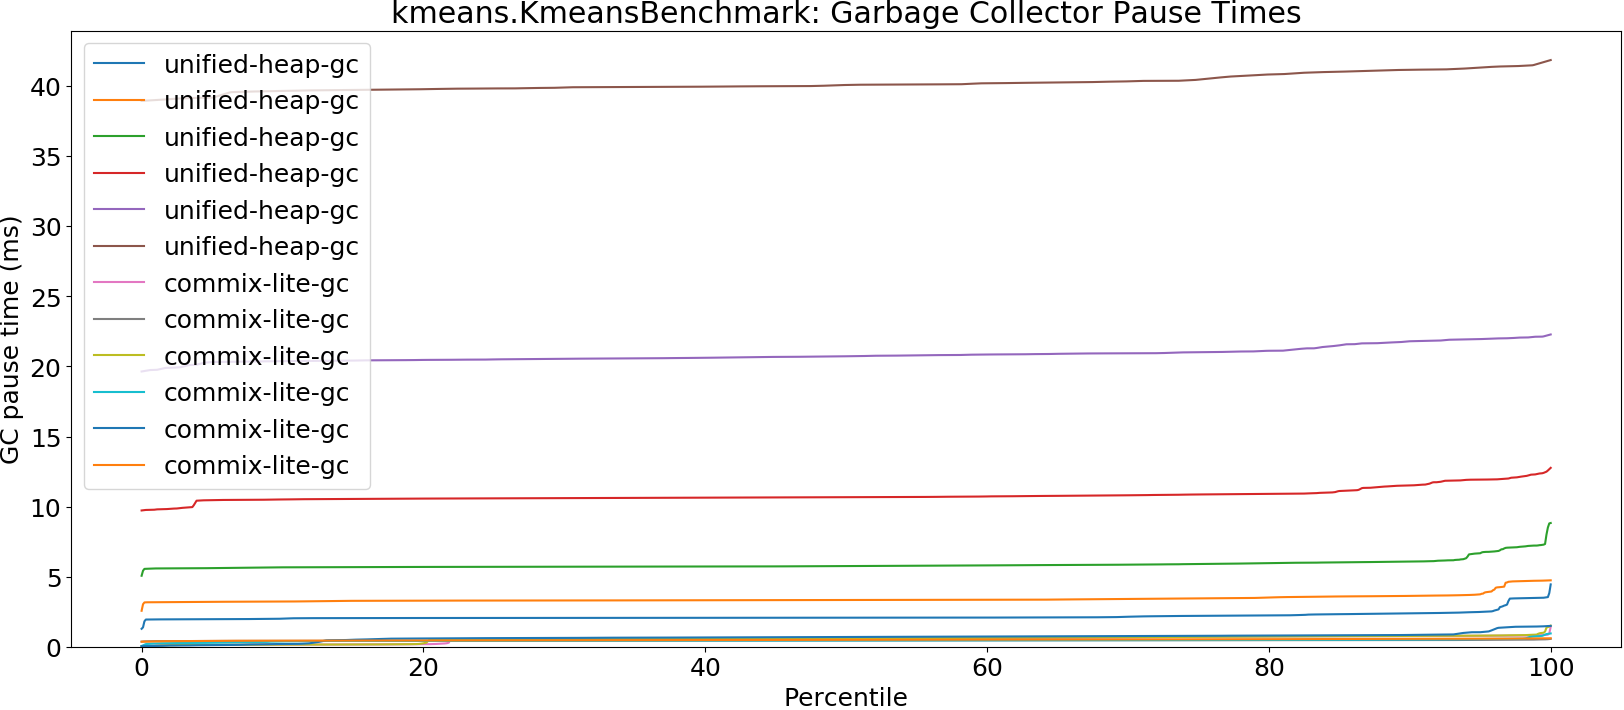 kmeans.KmeansBenchmark: Garbage Collector Pause Times
GC pause time (ms)
40
35
30
25
20
15
10
5
0
unified-heap-gc
unified-heap-gc
unified-heap-gc
unified-heap-gc
unified-heap-gc
unified-heap-gc
commix-lite-gc
commix-lite-gc
commix-lite-gc
commix-lite-gc
commix-lite-gc
commix-lite-gc
0 20 40 60 80 100
Percentile